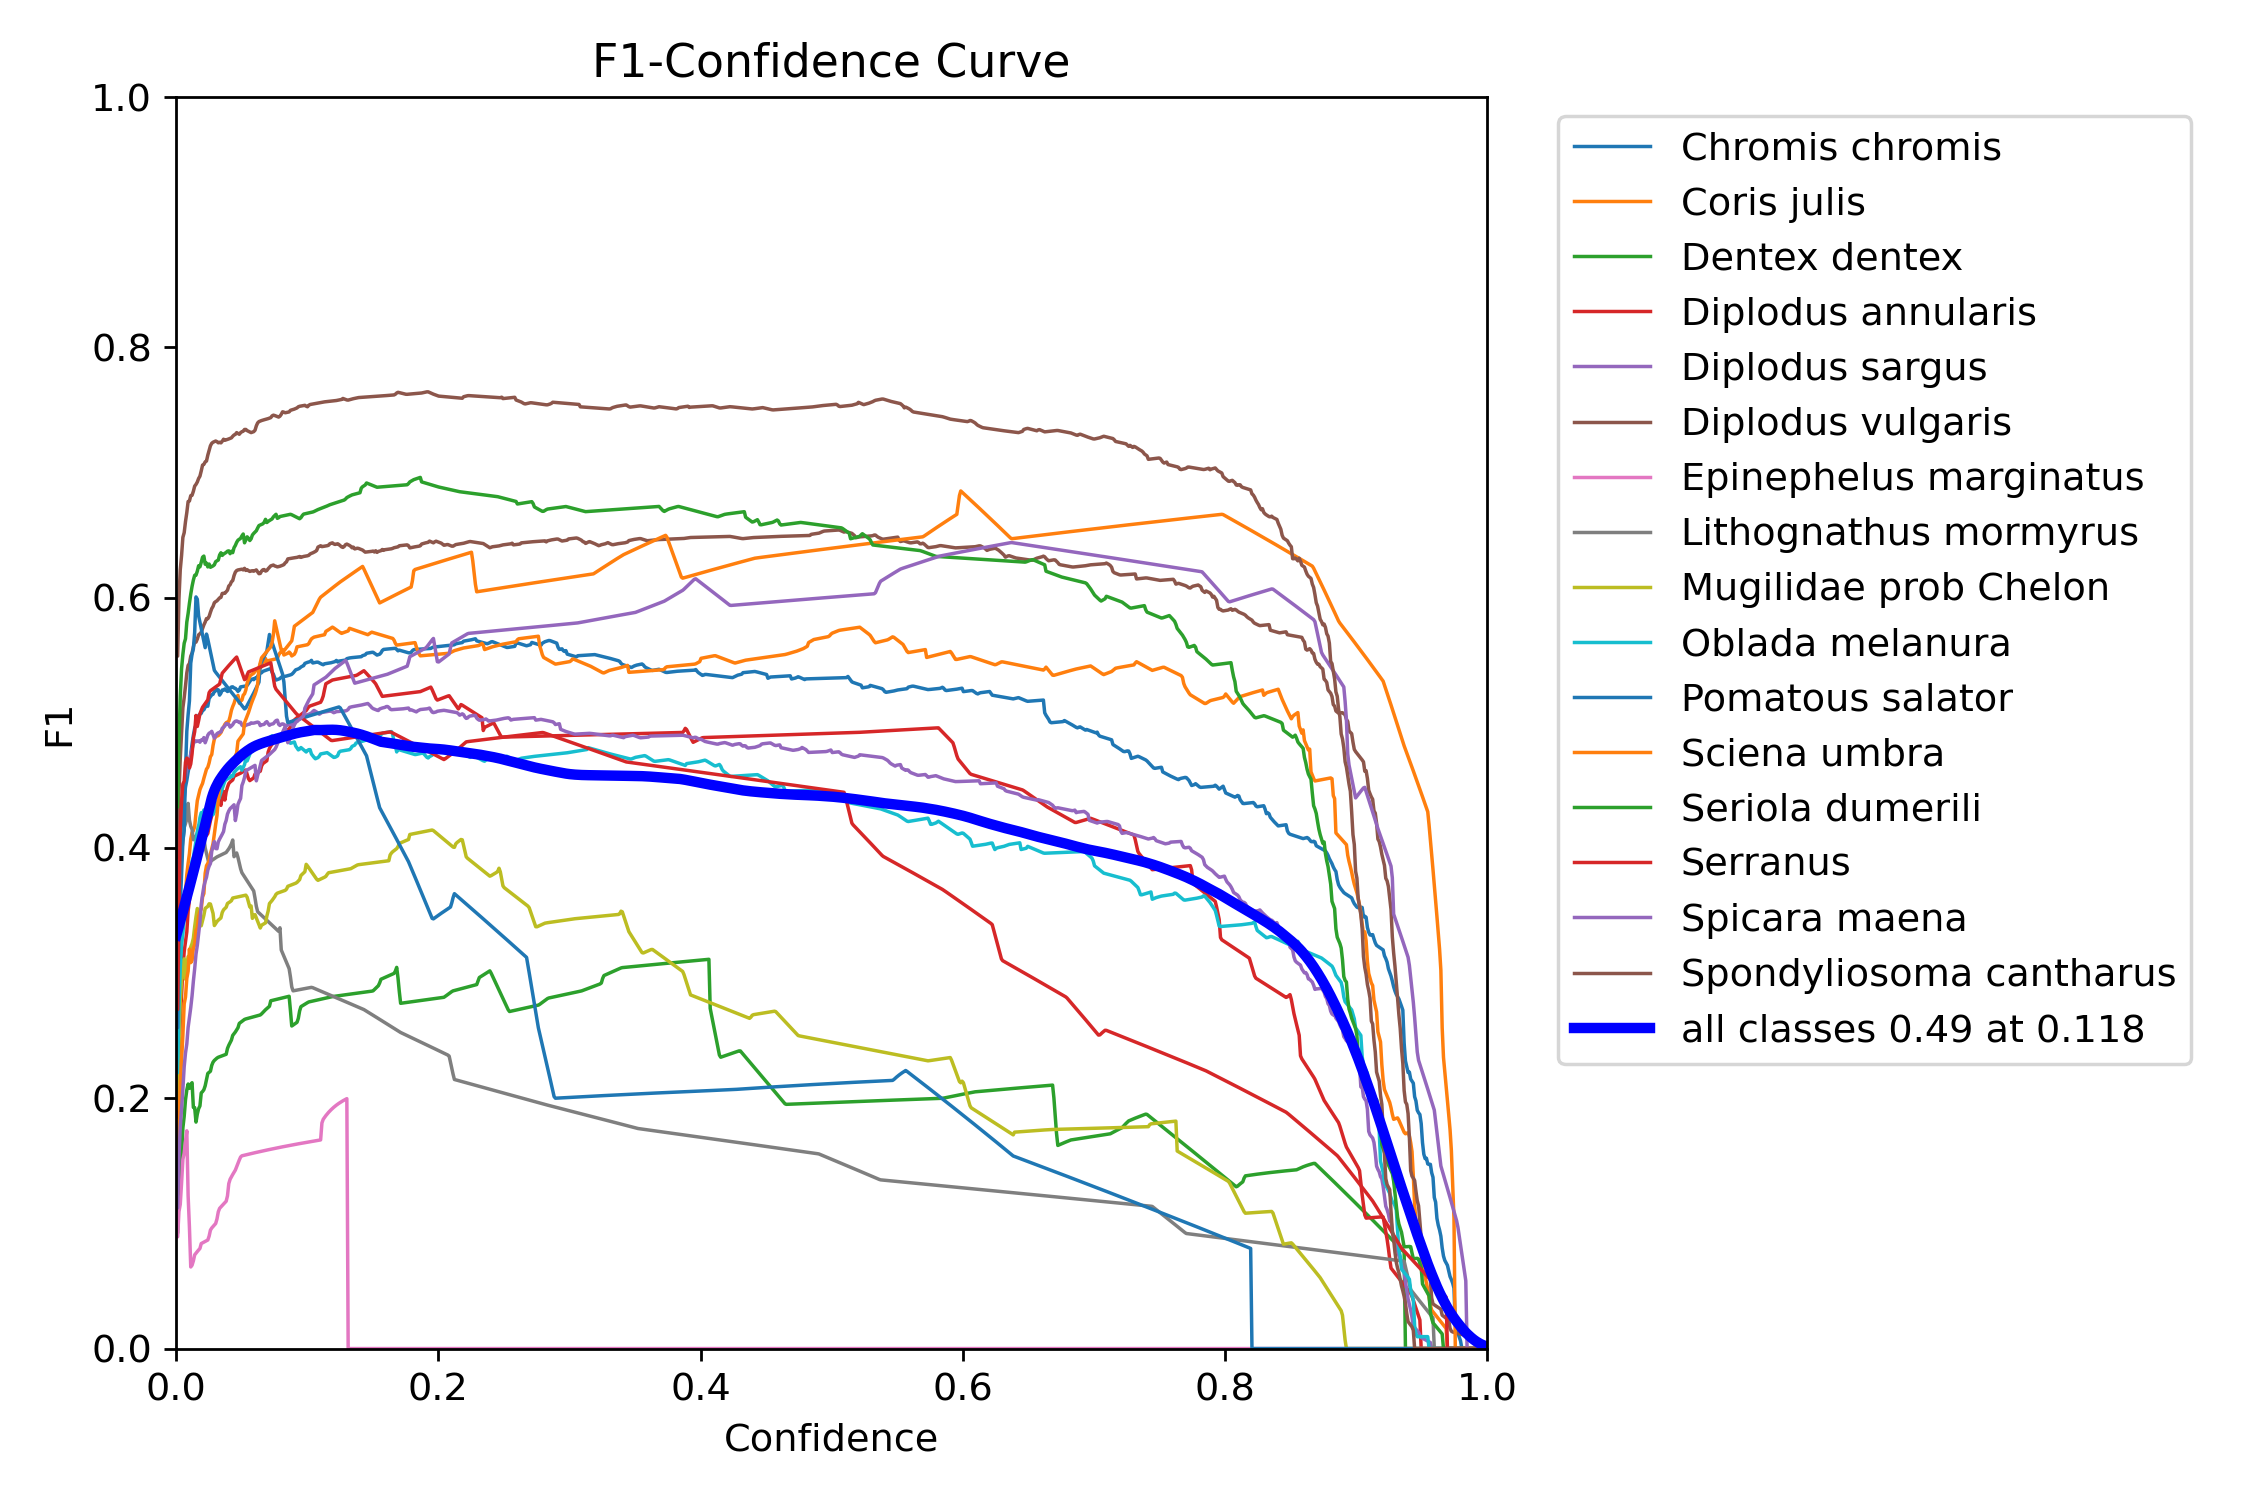 F1-Confidence Curve
1.0
0.8
0.6
0.4
0.2
0.0
F1
0.0 0.2 0.4 0.6 0.8 1.0
Confidence
Chromis chromis
Coris julis
Dentex dentex
Diplodus annularis
Diplodus sargus
Diplodus vulgaris
Epinephelus marginatus
Lithognathus mormyrus
Mugilidae prob Chelon
Oblada melanura
Pomatous salator
Sciena umbra
Seriola dumerili
Serranus
Spicara maena
Spondyliosoma cantharus
all classes 0.49 at 0.118